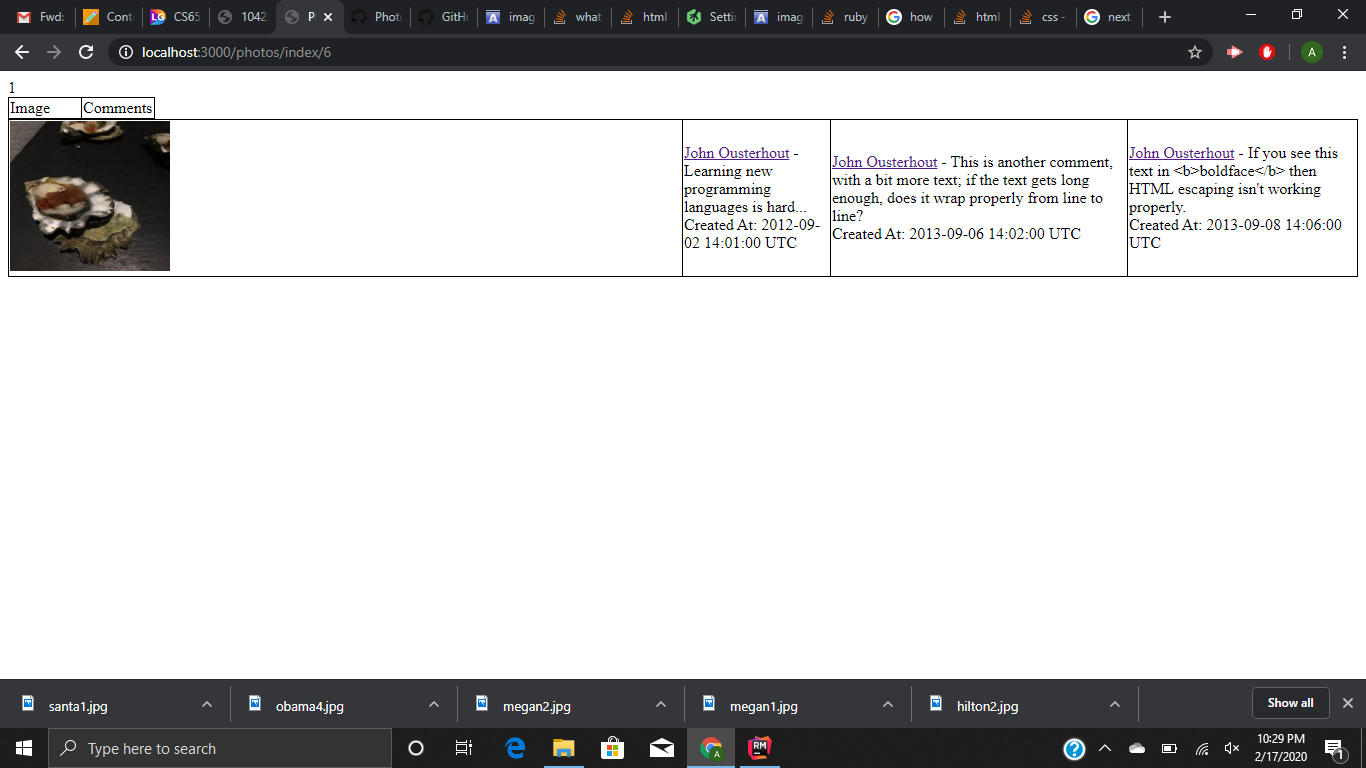 Fwd:
Cont
LG
CS65
1042
P
Phot
GitHu
imag
what
html
Settin
imag
ruby
how
html
css -
next
localhost:3000/photos/index/6
A
1
Image
Comments
John Ousterhout -
Learning new
programming
languages is hard...
Created At: 2012-09-
02 14:01:00 UTC
John Ousterhout - This is another comment,
with a bit more text; if the text gets long
enough, does it wrap properly from line to
line?
Created At: 2013-09-06 14:02:00 UTC
John Ousterhout - If you see this
text in <b>boldface</b> then
HTML escaping isn't working
properly.
Created At: 2013-09-08 14:06:00
UTC
santa1.jpg
obama4.jpg
megan2.jpg
megan1.jpg
hilton2.jpg
Show all
Type here to search
A
RM
?
10:29 PM
2/17/2020
1